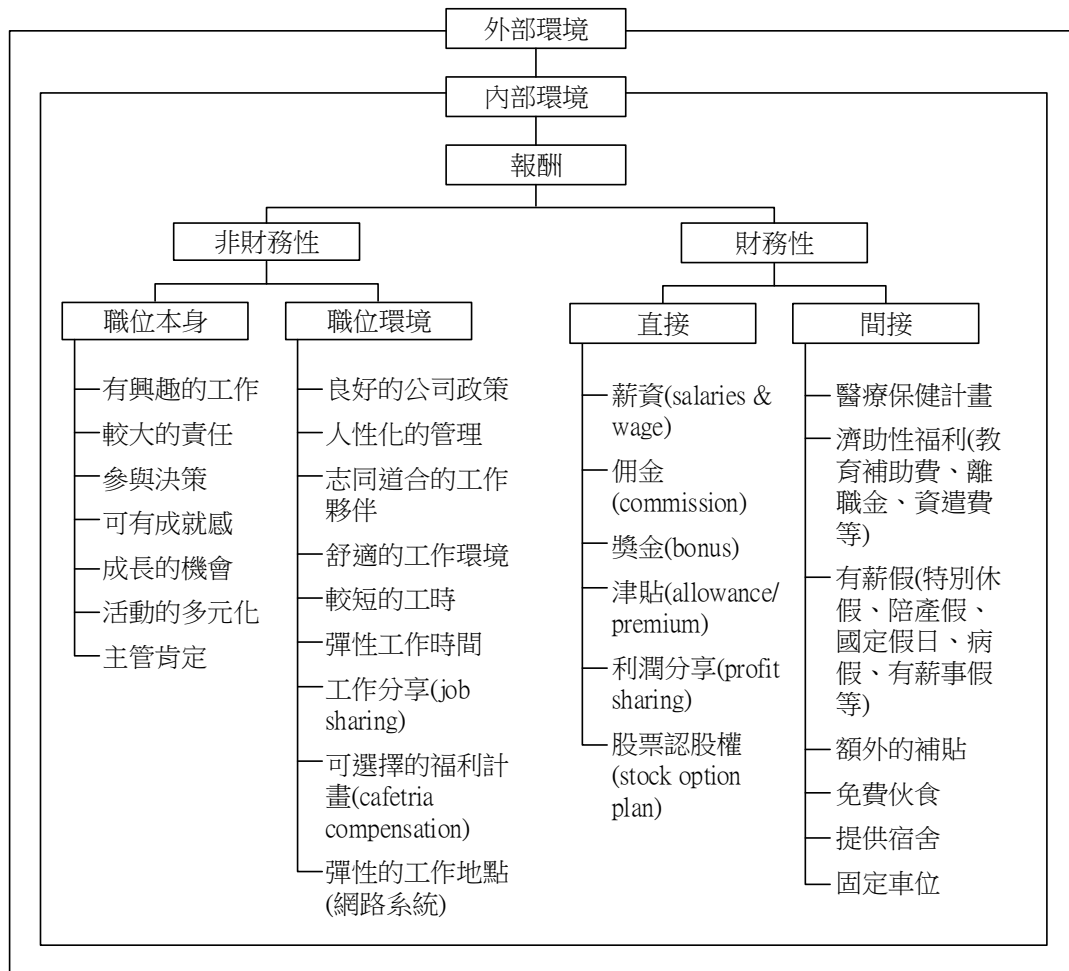 外部環境
內部環境
報酬
非財務性
財務性
職位本身
職位環境
直接
間接
有興趣的工作
較大的責任
參與決策
可有成就感
成長的機會
活動的多元化
主管肯定
良好的公司政策
人性化的管理
志同道合的工作
夥伴
舒適的工作環境
較短的工時
彈性工作時間
工作分享(job
sharing)
可選擇的福利計
畫(cafetria
compensation)
彈性的工作地點
(網路系統)
薪資(salaries &
wage)
佣金
(commission)
獎金(bonus)
津貼(allowance/
premium)
利潤分享(profit
sharing)
股票認股權
(stock option
plan)
醫療保健計畫
濟助性福利(教
育補助費、離
職金、資遣費
等)
有薪假(特別休
假、陪產假、
國定假日、病
假、有薪事假
等)
額外的補貼
免費伙食
提供宿舍
固定車位